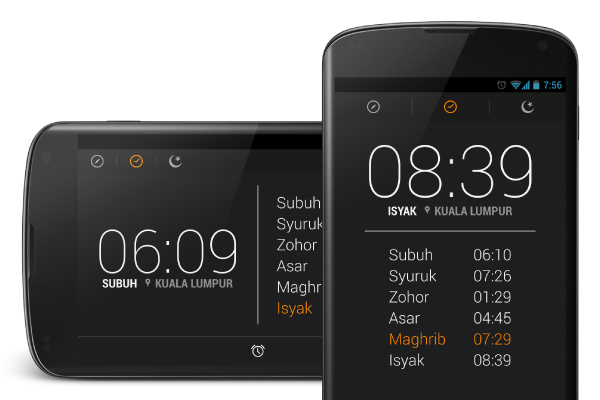 06:09
SUBUH KUALA LUMPUR
Subuh
Syuruk
Zohor
Asar
Maghr
Isyak
7:56
08:39
ISYAK KUALA LUMPUR
Subuh 06:10
Syuruk 07:26
Zohor 01:29
Asar 04:45
Maghrib 07:29
Isyak 08:39